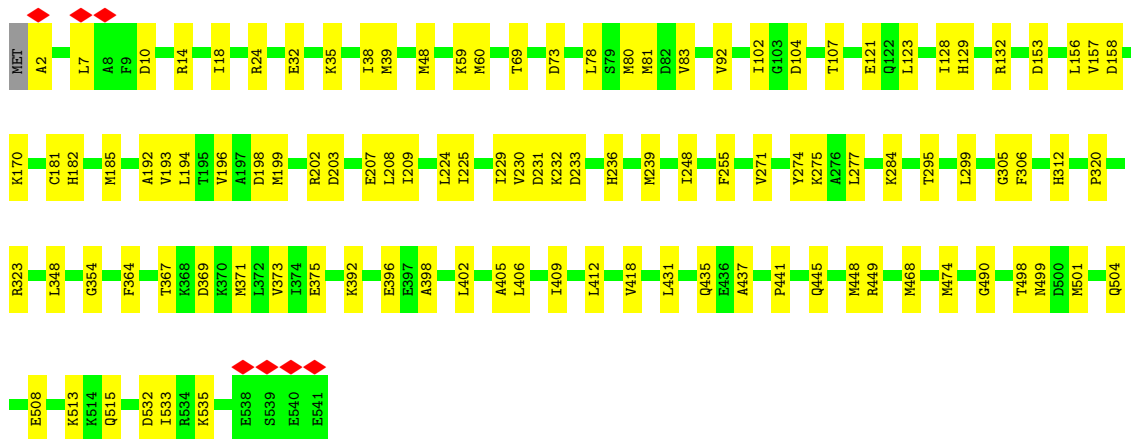 MET A2 L7 A8 F9 D10 R14 I18 R24 E32 K35 I38 M39 M48 K59 M60 T69 D73 L78 S79 M80 M81 D82 V83 V92 I102 G103 D104 T107 E121 Q122 L123 I128 H129 R132 D153 L156 V157 D158
K170 C181 H182 M185 A192 V193 L194 T195 V196 A197 D198 M199 R202 D203 E207 L208 I209 L224 I225 I229 V230 D231 K232 D233 H236 M239 I248 F255 V271 Y274 K275 A276 L277 K284 T295 L299 G305 F306 H312 P320
R323 L348 G354 F364 T367 K368 D369 K370 M371 L372 V373 I374 E375 K392 E396 E397 A398 L402 A405 L406 I409 L412 V418 L431 Q435 E436 A437 P441 Q445 M448 R449 M468 M474 G490 T498 N499 D500 M501 Q504
E508 K513 K514 Q515 D532 I533 R534 K535 E538 S539 E540 E541